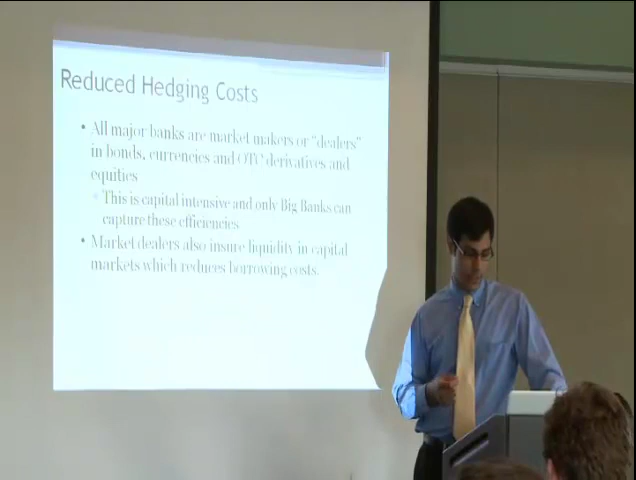 Reduced Hedging Costs
• All major banks are market makers or "dealers"
in bonds, currencies and OTC derivatives and
equities
This is capital intensive and only Big Banks can
capture these efficiencies
• Market dealers also insure liquidity in capital
markets which reduces borrowing costs.